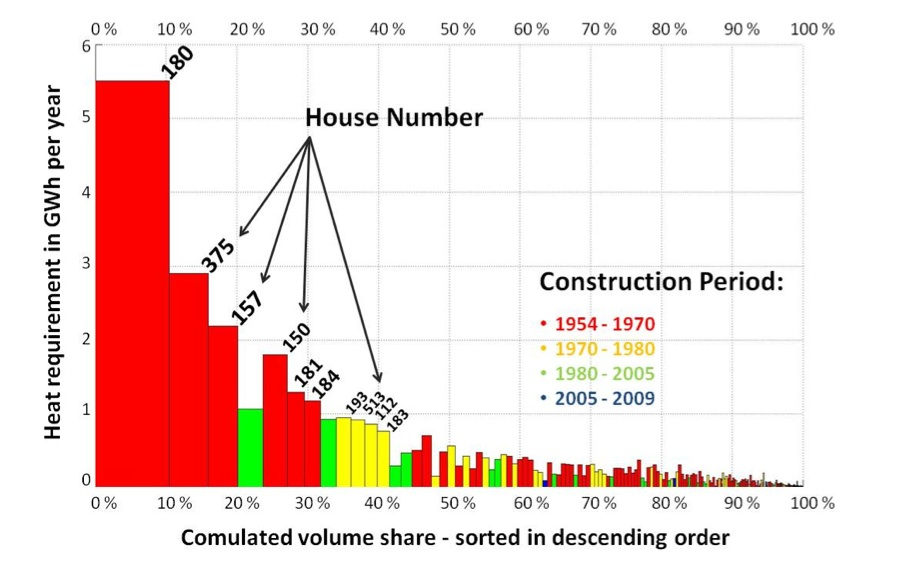 0 % 10 % 20 % 30 % 40 % 50 % 60 % 70 % 80 % 90 % 100 %
6
5
4
3
2
1
0
Heat requirement in GWh per year
180
House Number
375
157
150
181
184
193
513
112
183
Construction Period:
• 1954 - 1970
• 1970 - 1980
• 1980 - 2005
• 2005 - 2009
0 % 10 % 20 % 30 % 40 % 50 % 60 % 70 % 80 % 90 % 100 %
Comulated volume share - sorted in descending order